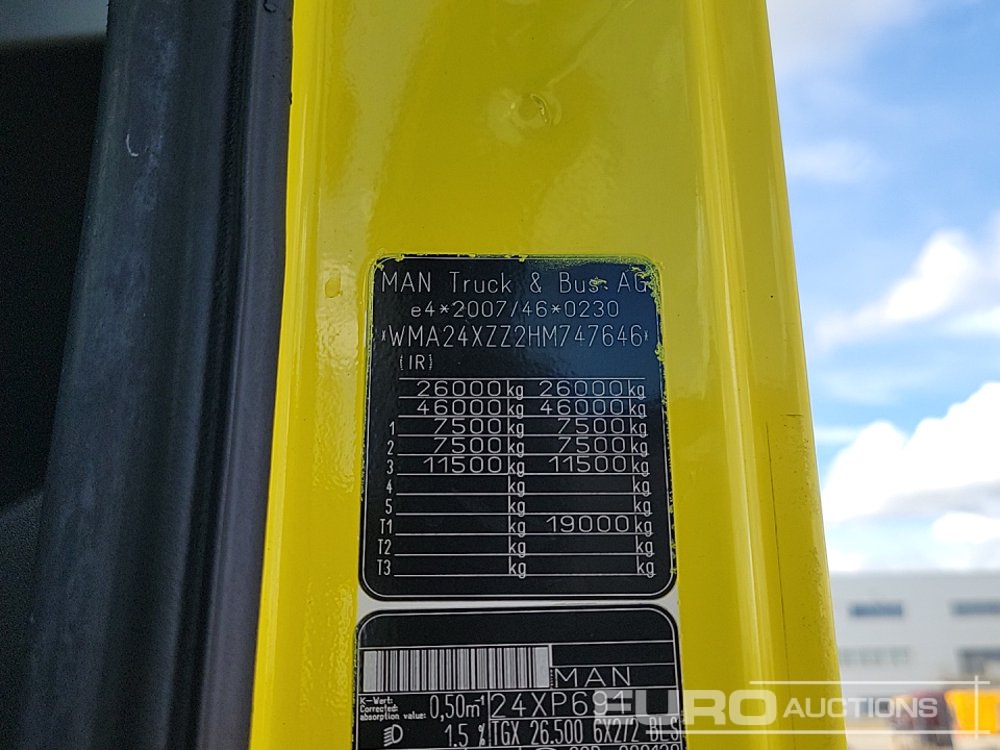 MAN Truck & Bus AG
e4*2007/46*0230
*WMA24XZZ2HM747646*
(IR)
26000 kg 26000 kg
46000 kg 46000 kg
1 7500 kg 7500 kg
2 7500 kg 7500 kg
3 11500 kg 11500 kg
4 kg kg
5 kg kg
T1 kg 19000 kg
T2 kg kg
T3 kg kg
MAN
K-Wert:
Corrected absorption value: 0,50m-1
24XP69
1.5 % TGX 26.500 6X2/2 BLS
EURO AUCTIONS